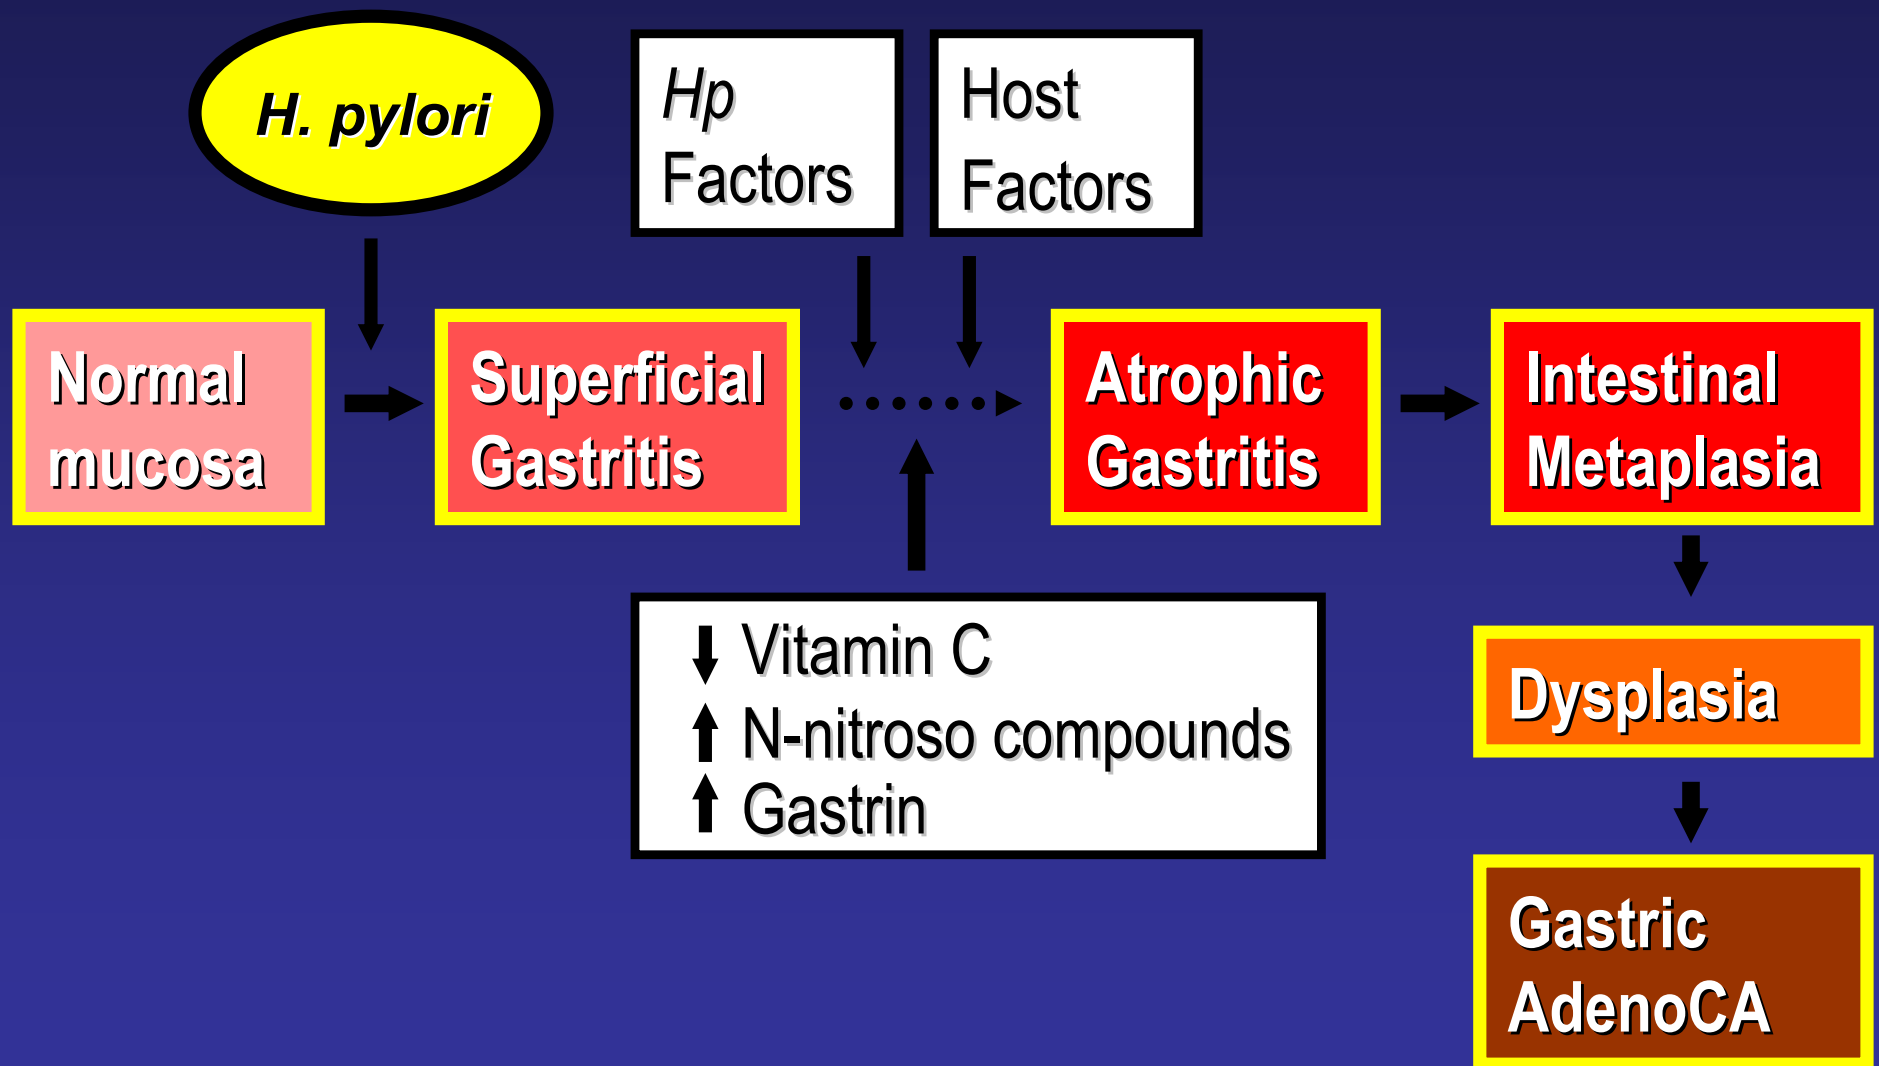 H. pylori
Hp
Factors
Host
Factors
Normal
mucosa
Superficial
Gastritis
Atrophic
Gastritis
Intestinal
Metaplasia
Vitamin C
N-nitroso compounds
Gastrin
Dysplasia
Gastric
AdenoCA